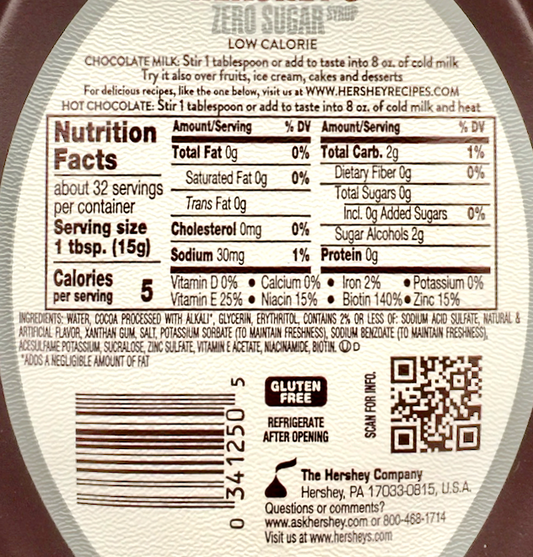 ZERO SUGAR SYRUP
LOW CALORIE
CHOCOLATE MILK: Stir 1 tablespoon or add to taste into 8 oz. of cold milk
Try it also over fruits, ice cream, cakes and desserts
For delicious recipes, like the one below, visit us at WWW.HERSHEYRECIPES.COM
HOT CHOCOLATE: Stir 1 tablespoon or add to taste into 8 oz. of cold milk and heat
Nutrition
Facts
about 32 servings
per container
Serving size
1 tbsp. (15g)
Calories
per serving 5
Amount/Serving % DV
Total Fat 0g 0%
Saturated Fat 0g 0%
Trans Fat 0g
Cholesterol 0mg 0%
Sodium 30mg 1%
Amount/Serving % DV
Total Carb. 2g 1%
Dietary Fiber 0g 0%
Total Sugars 0g
Incl. 0g Added Sugars 0%
Sugar Alcohols 2g
Protein 0g
Vitamin D 0% • Calcium 0% • Iron 2% • Potassium 0%
Vitamin E 25% • Niacin 15% • Biotin 140% • Zinc 15%
INGREDIENTS: WATER, COCOA PROCESSED WITH ALKALI*, GLYCERIN, ERYTHRITOL, CONTAINS 2% OR LESS OF: SODIUM ACID SULFATE, NATURAL &
ARTIFICIAL FLAVOR, XANTHAN GUM, SALT, POTASSIUM SORBATE (TO MAINTAIN FRESHNESS), SODIUM BENZOATE (TO MAINTAIN FRESHNESS),
ACESULFAME POTASSIUM, SUCRALOSE, ZINC SULFATE, VITAMIN E ACETATE, NIACINAMIDE, BIOTIN. Ⓤ D
*ADDS A NEGLIGIBLE AMOUNT OF FAT
0 341250 5
GLUTEN
FREE
REFRIGERATE
AFTER OPENING
SCAN FOR INFO.
The Hershey Company
Hershey, PA 17033-0815, U.S.A.
Questions or comments?
www.askhershey.com or 800-468-1714
Visit us at www.hersheys.com